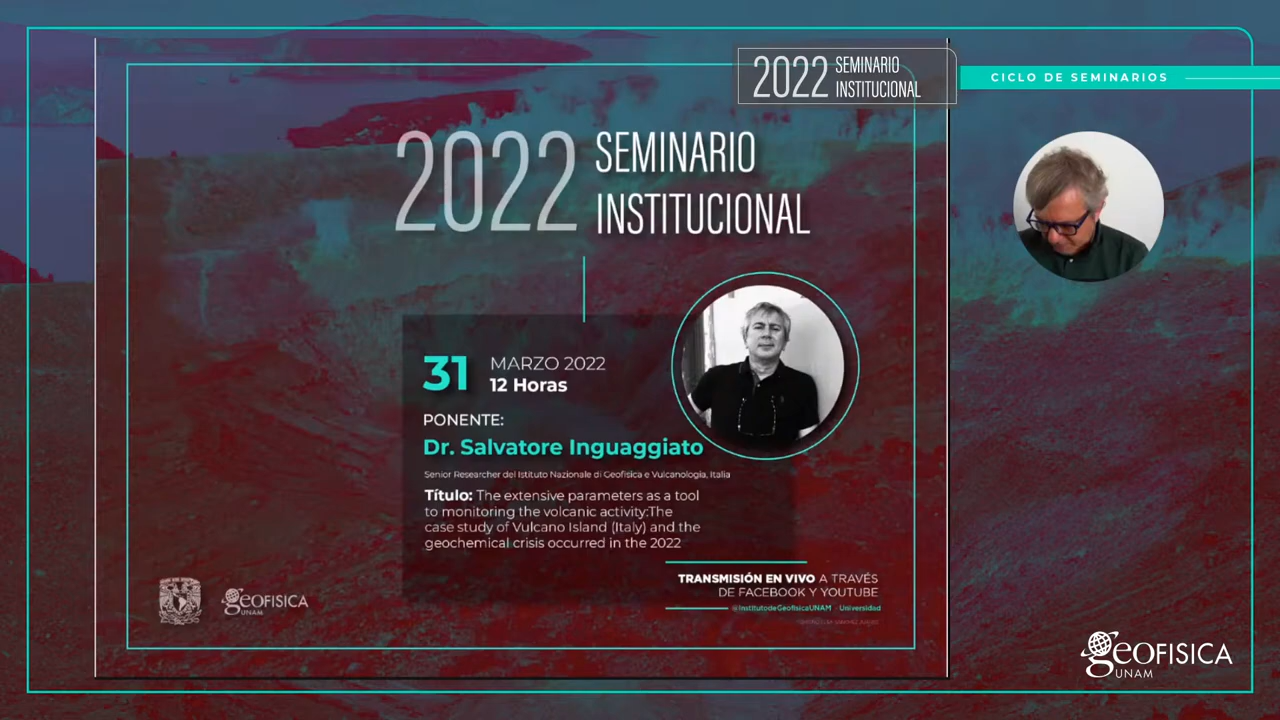 2022 SEMINARIO
INSTITUCIONAL
CICLO DE SEMINARIOS
2022 SEMINARIO
INSTITUCIONAL
31 MARZO 2022
12 Horas
PONENTE:
Dr. Salvatore Inguaggiato
Senior Researcher del Istituto Nazionale di Geofisica e Vulcanologia, Italia
Título: The extensive parameters as a tool
to monitoring the volcanic activity:The
case study of Vulcano Island (Italy) and the
geochemical crisis occurred in the 2022
TRANSMISIÓN EN VIVO A TRAVÉS
DE FACEBOOK Y YOUTUBE
@InstitutodeGeofisicaUNAM - Universidad
GEOFISICA
UNAM
GEOFISICA
UNAM